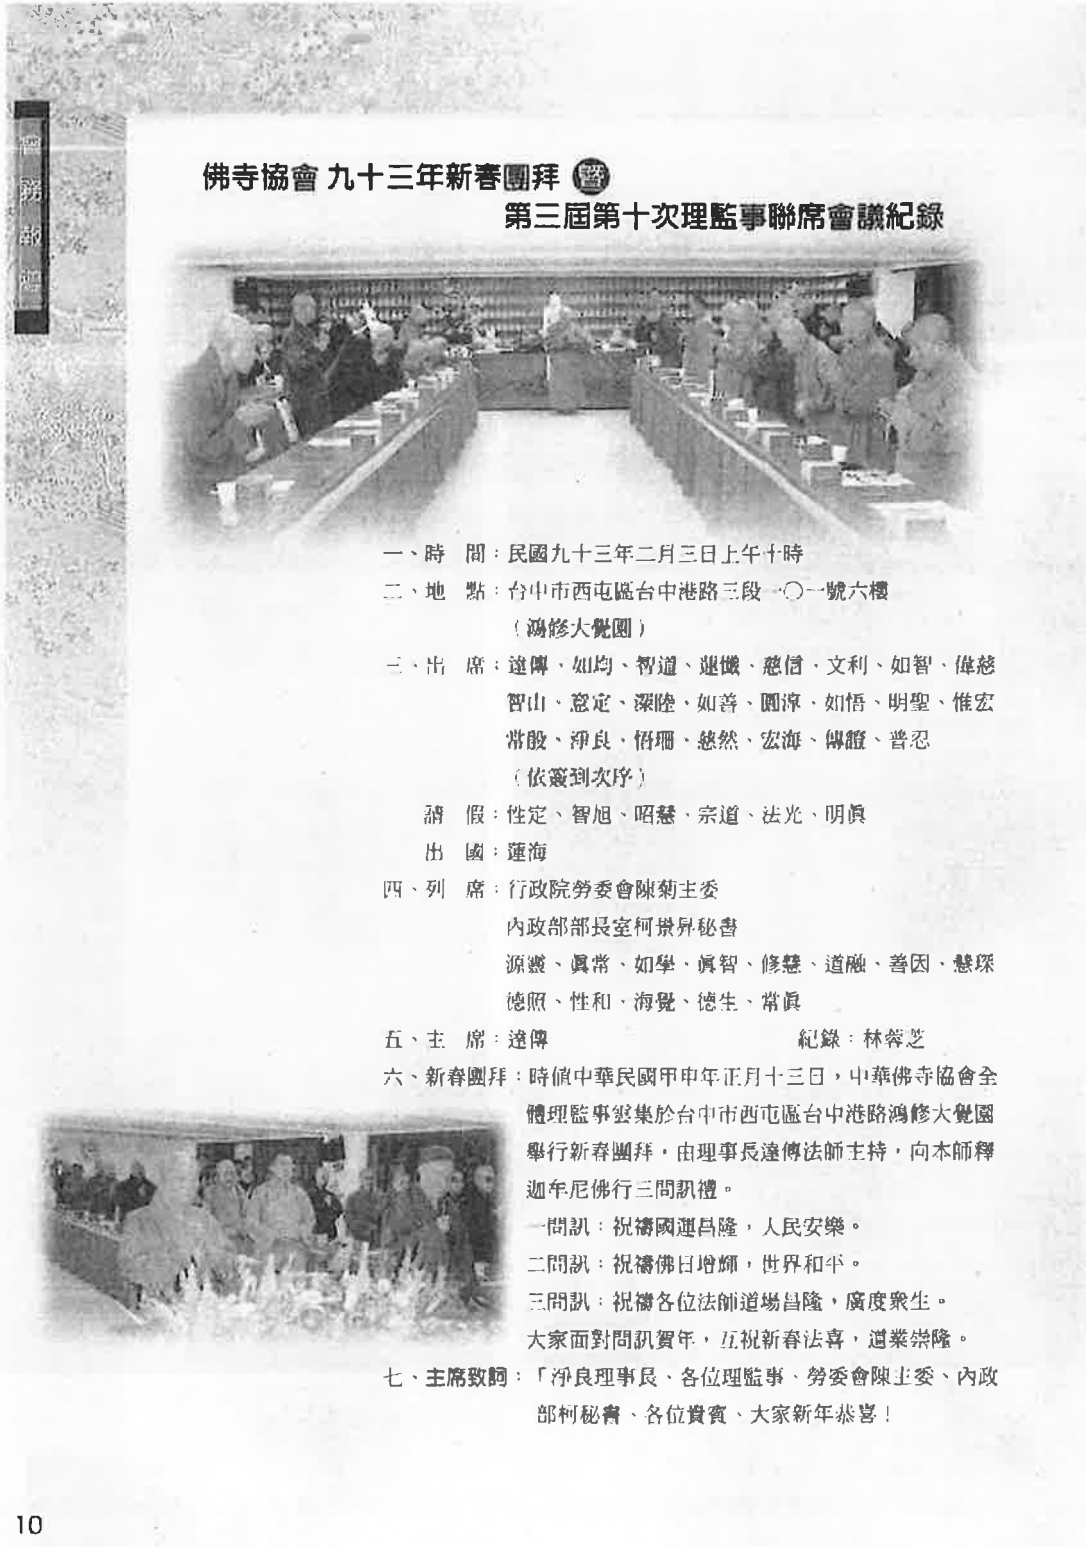 會務報導
佛寺協會 九十三年新春團拜 暨
第三屆第十次理監事聯席會議紀錄
一、時　間：民國九十三年二月三日上午十時
二、地　點：台中市西屯區台中港路三段一〇一號六樓
（鴻修大覺園）
三、出　席：達傳、如均、智道、蓮懺、慈信、文利、如智、偉慈
智山、意定、深陸、如善、圓淳、如悟、明聖、惟宏
常般、淨良、悟珊、慈然、宏海、傳證、普忍
（依簽到次序）
請　假：性定、智旭、昭慧、宗道、法光、明眞
出　國：蓮海
四、列　席：行政院勞委會陳菊主委
內政部部長室柯景昇秘書
源靈、眞常、如學、眞智、修慧、道融、善因、慧琛
德照、性和、海覺、德生、常眞
五、主　席：達傳　紀錄：林蓉芝
六、新春團拜：時値中華民國甲申年正月十三日，中華佛寺協會全
體理監事雲集於台中市西屯區台中港路鴻修大覺園
舉行新春團拜，由理事長達傳法師主持，向本師釋
迦牟尼佛行三問訊禮。
一問訊：祝禱國運昌隆，人民安樂。
二問訊：祝禱佛日增輝，世界和平。
三問訊：祝禱各位法師道場昌隆，廣度衆生。
大家面對問訊賀年，互祝新春法喜，道業崇隆。
七、主席致詞：「淨良理事長、各位理監事、勞委會陳主委、內政
部柯秘書、各位貴賓、大家新年恭喜！
10